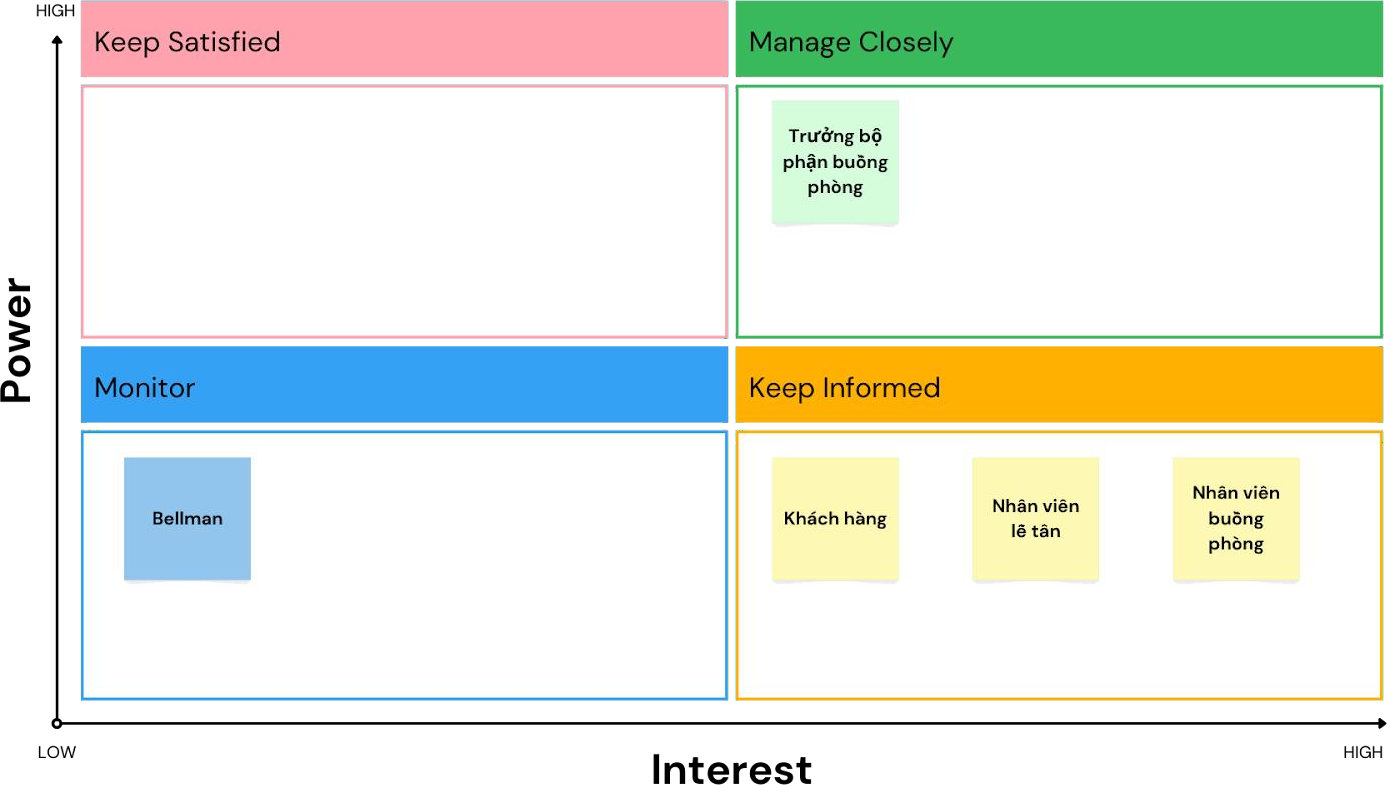 HIGH
Keep Satisfied
Manage Closely
Trưởng bộ
phận buồng
phòng
Power
Monitor
Keep Informed
Bellman
Khách hàng
Nhân viên
lễ tân
Nhân viên
buồng
phòng
LOW
Interest
HIGH